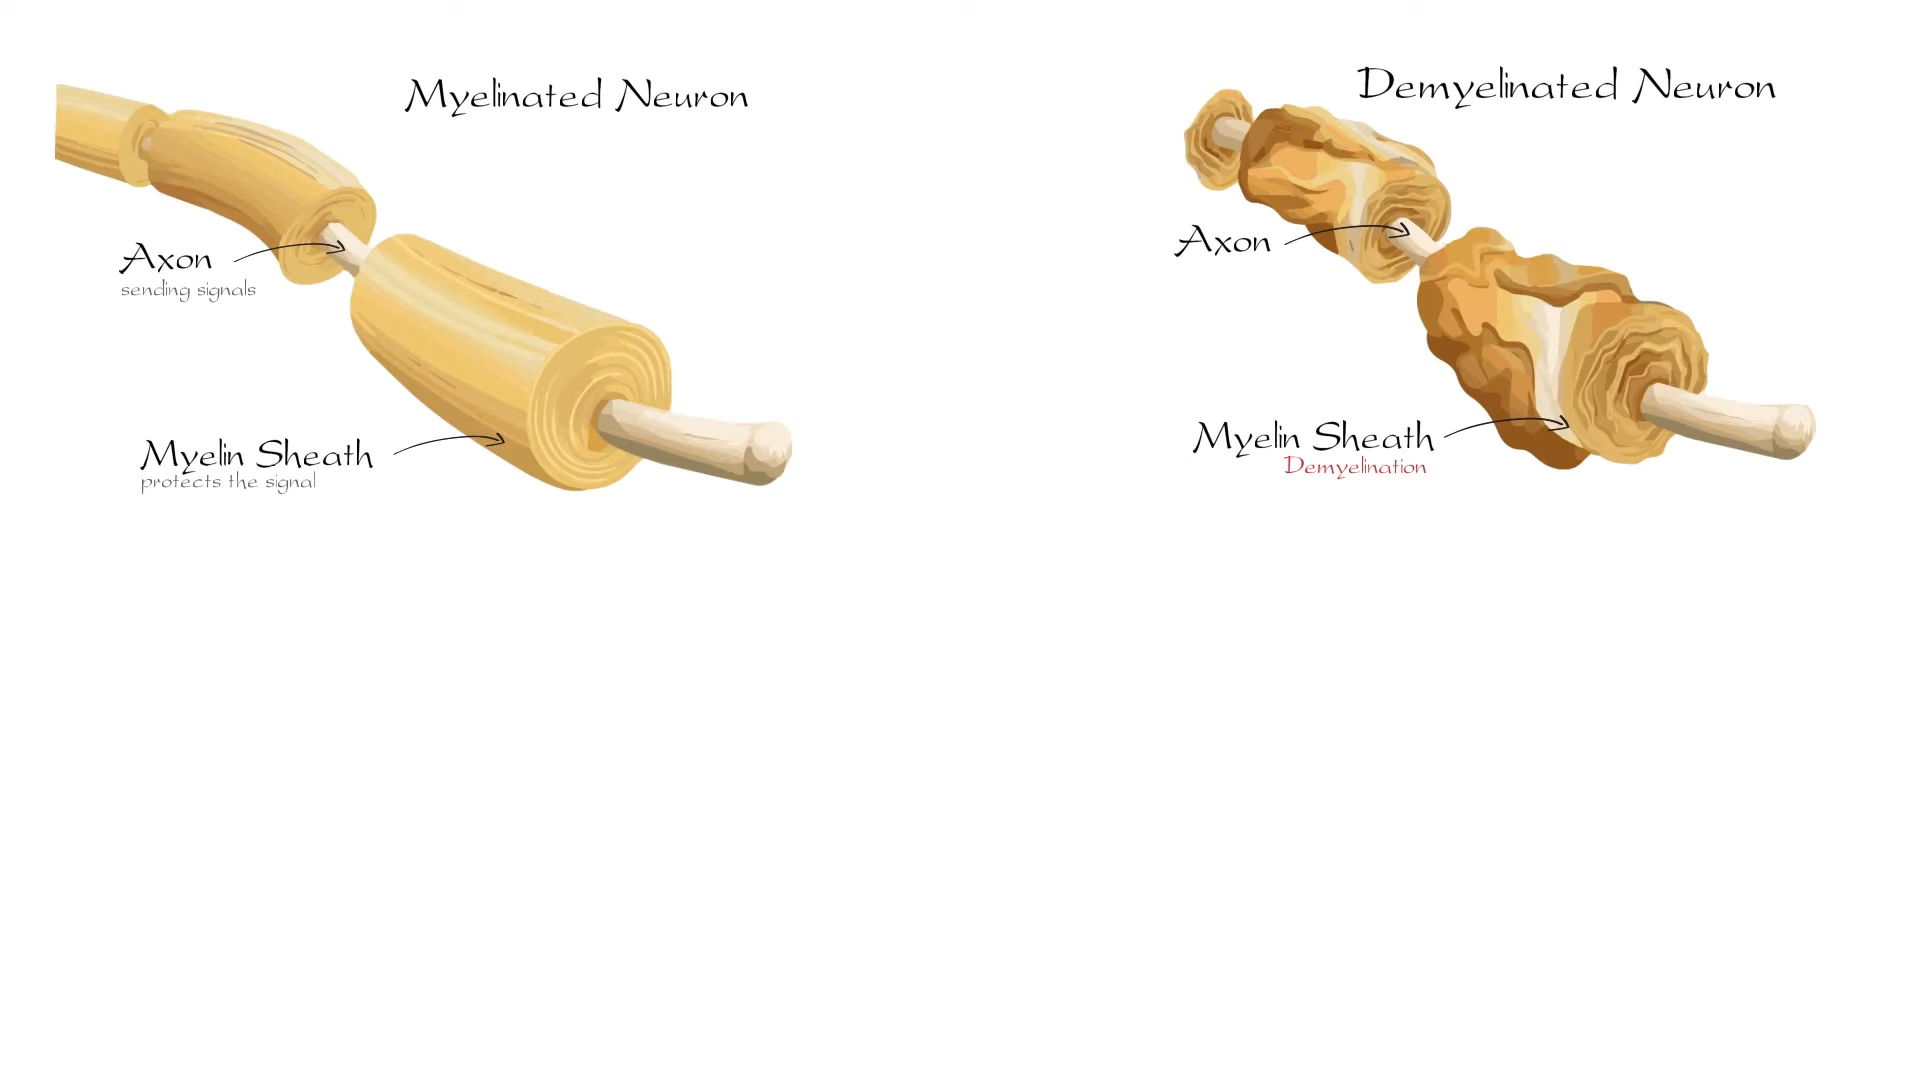 Myelinated Neuron
Axon
sending signals
Myelin Sheath
protects the signal
Demyelinated Neuron
Axon
Myelin Sheath
Demyelination